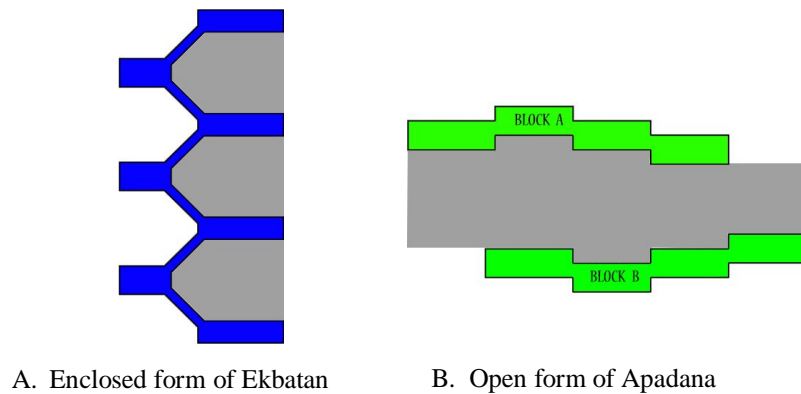 BLOCK A
BLOCK B
A. Enclosed form of Ekbatan
B. Open form of Apadana